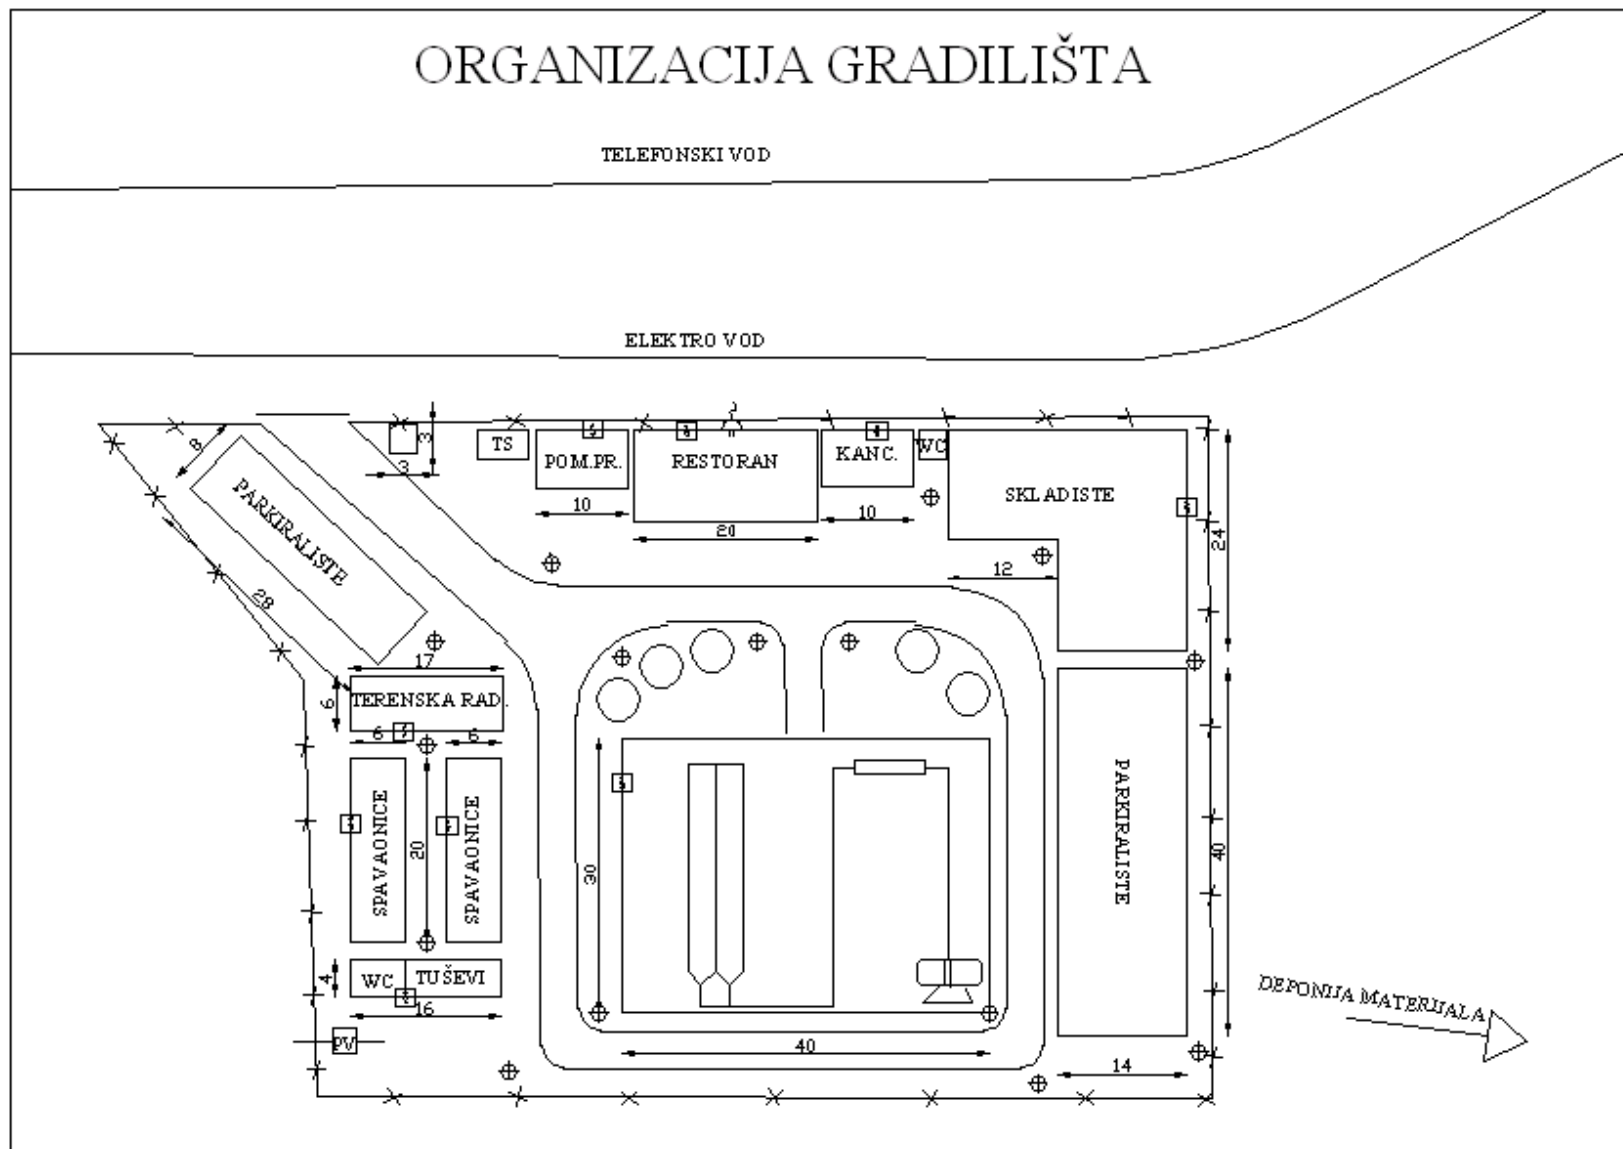 ORGANIZACIJA GRADILIŠTA
TELEFONSKI VOD
ELEKTRO VOD
8
3
3
TS
POM.PR.
RESTORAN
KANC.
WC
SKLADISTE
10
20
10
24
12
PARKIRALISTE
28
17
TERENSKA RAD.
6
6
6
SPAVAONICE
20
SPAVAONICE
30
PARKIRALISTE
40
WC
TUŠEVI
4
16
PV
40
14
DEPONIJA MATERIJALA